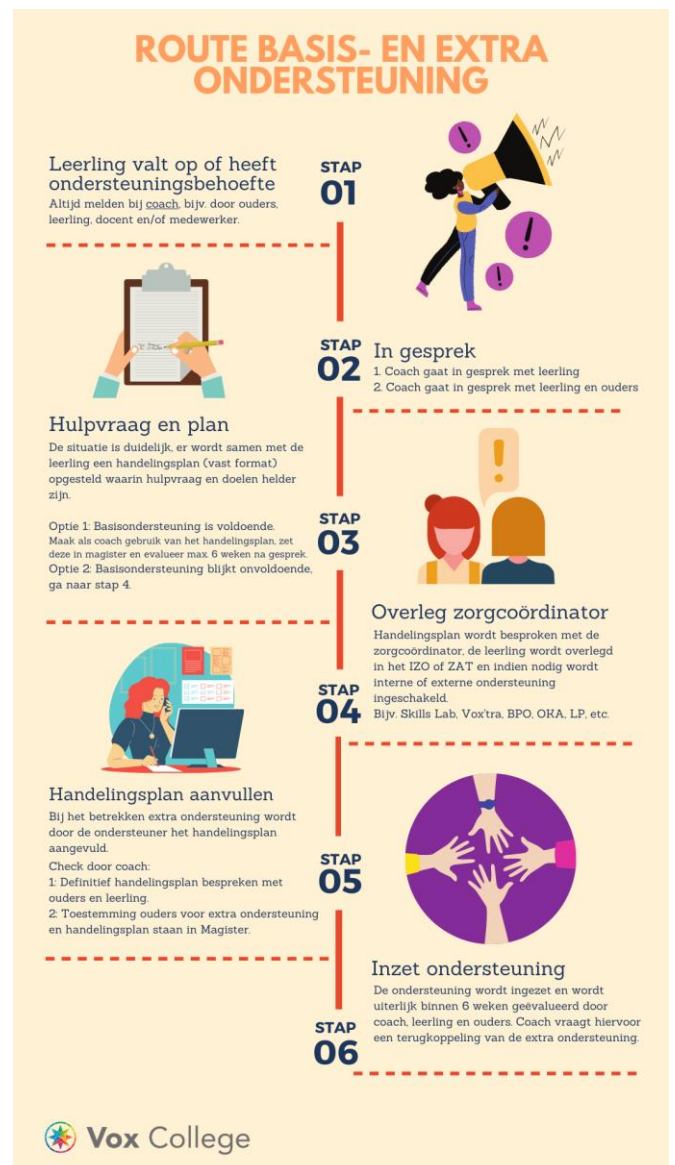 ROUTE BASIS- EN EXTRA
ONDERSTEUNING
STAP
01
Leerling valt op of heeft
ondersteuningsbehoefte
Altijd melden bij coach, bijv. door ouders,
leerling, docent en/of medewerker.
STAP
02
In gesprek
1. Coach gaat in gesprek met leerling
2. Coach gaat in gesprek met leerling en ouders
STAP
03
Hulpvraag en plan
De situatie is duidelijk, er wordt samen met de
leerling een handelingsplan (vast format)
opgesteld waarin hulpvraag en doelen helder
zijn.
Optie 1: Basisondersteuning is voldoende.
Maak als coach gebruik van het handelingsplan, zet
deze in magister en evalueer max. 6 weken na gesprek.
Optie 2: Basisondersteuning blijkt onvoldoende,
ga naar stap 4.
STAP
04
Overleg zorgcoördinator
Handelingsplan wordt besproken met de
zorgcoördinator, de leerling wordt overlegd
in het IZO of ZAT en indien nodig wordt
interne of externe ondersteuning
ingeschakeld.
Bijv. Skills Lab, Vox'tra, BPO, OKA, LP, etc.
STAP
05
Handelingsplan aanvullen
Bij het betrekken extra ondersteuning wordt
door de ondersteuner het handelingsplan
aangevuld.
Check door coach:
1: Definitief handelingsplan bespreken met
ouders en leerling.
2: Toestemming ouders voor extra ondersteuning
en handelingsplan staan in Magister.
STAP
06
Inzet ondersteuning
De ondersteuning wordt ingezet en wordt
uiterlijk binnen 6 weken geëvalueerd door
coach, leerling en ouders. Coach vraagt hiervoor
een terugkoppeling van de extra ondersteuning.
Vox College